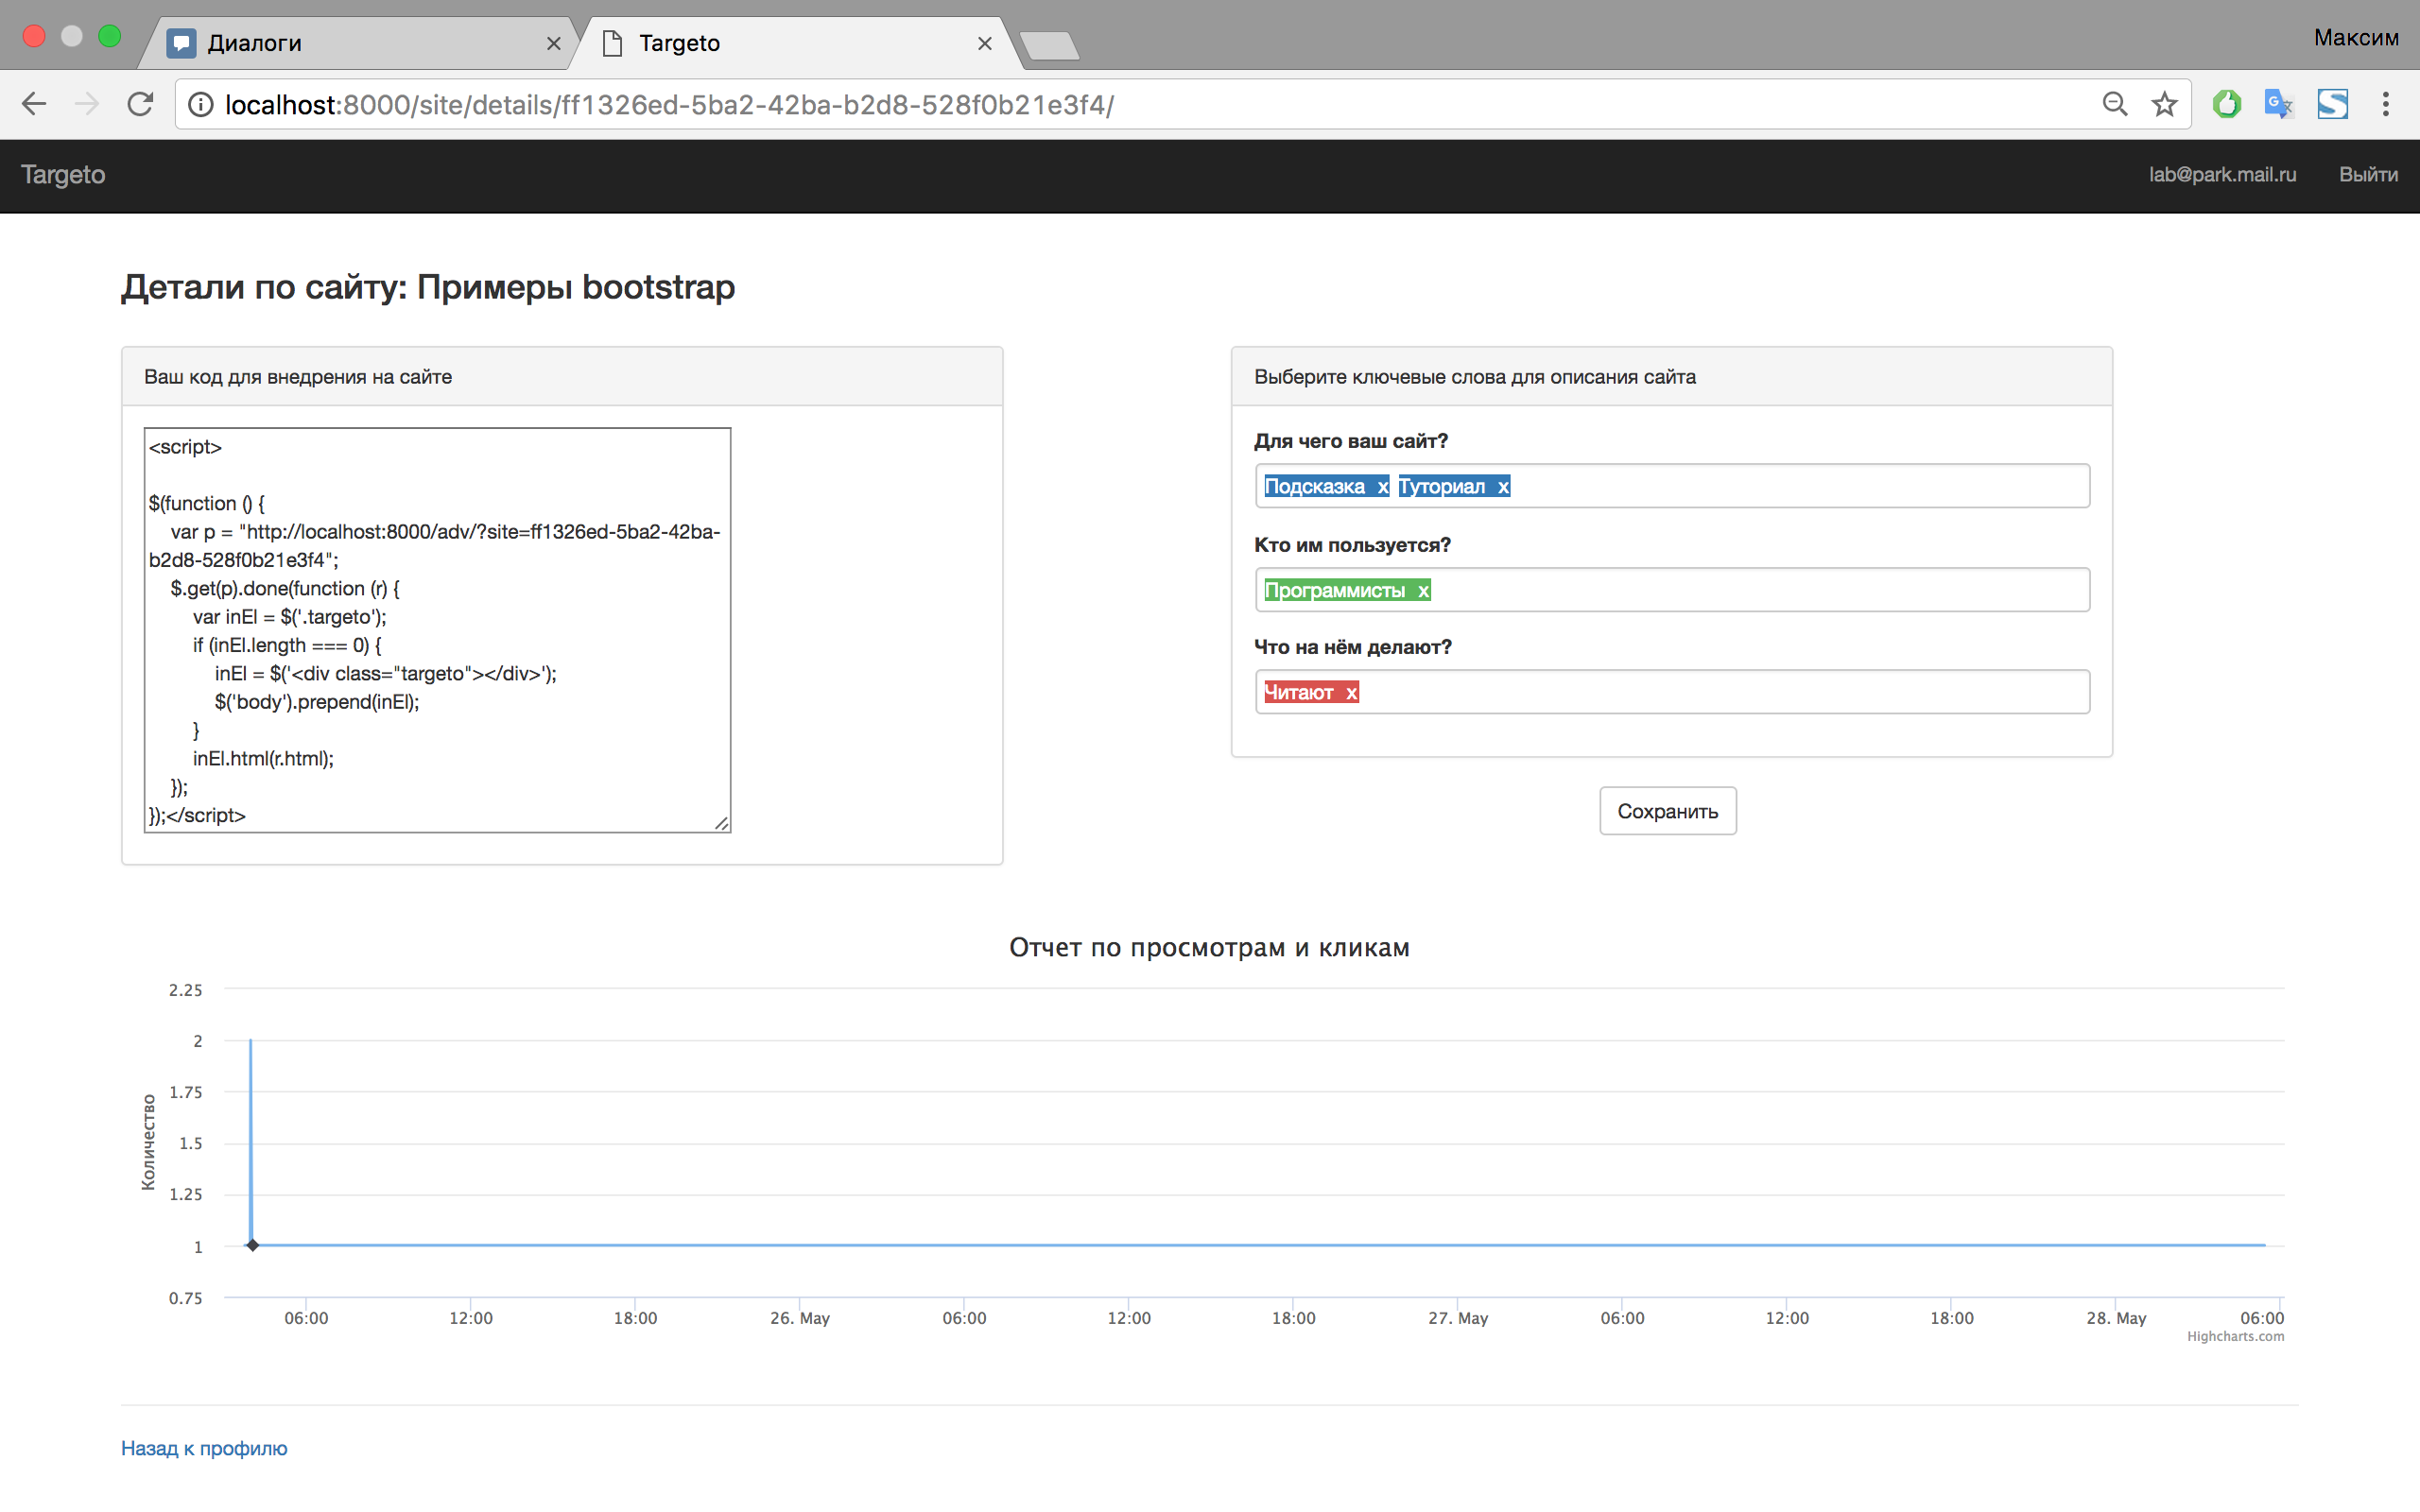 Диалоги
Targeto
Максим
localhost:8000/site/details/ff1326ed-5ba2-42ba-b2d8-528f0b21e3f4/
Targeto
lab@park.mail.ru
Выйти
Детали по сайту: Примеры bootstrap
Ваш код для внедрения на сайте
<script>
$(function () {
var p = "http://localhost:8000/adv/?site=ff1326ed-5ba2-42ba-
b2d8-528f0b21e3f4";
$.get(p).done(function (r) {
var inEl = $('.targeto');
if (inEl.length === 0) {
inEl = $('<div class="targeto"></div>');
$('body').prepend(inEl);
}
inEl.html(r.html);
});
});</script>
Выберите ключевые слова для описания сайта
Для чего ваш сайт?
Подсказка x Туториал x
Кто им пользуется?
Программисты x
Что на нём делают?
Читают x
Сохранить
Отчет по просмотрам и кликам
Количество
2.25
2
1.75
1.5
1.25
1
0.75
06:00 12:00 18:00 26. May 06:00 12:00 18:00 27. May 06:00 12:00 18:00 28. May 06:00
Highcharts.com
Назад к профилю